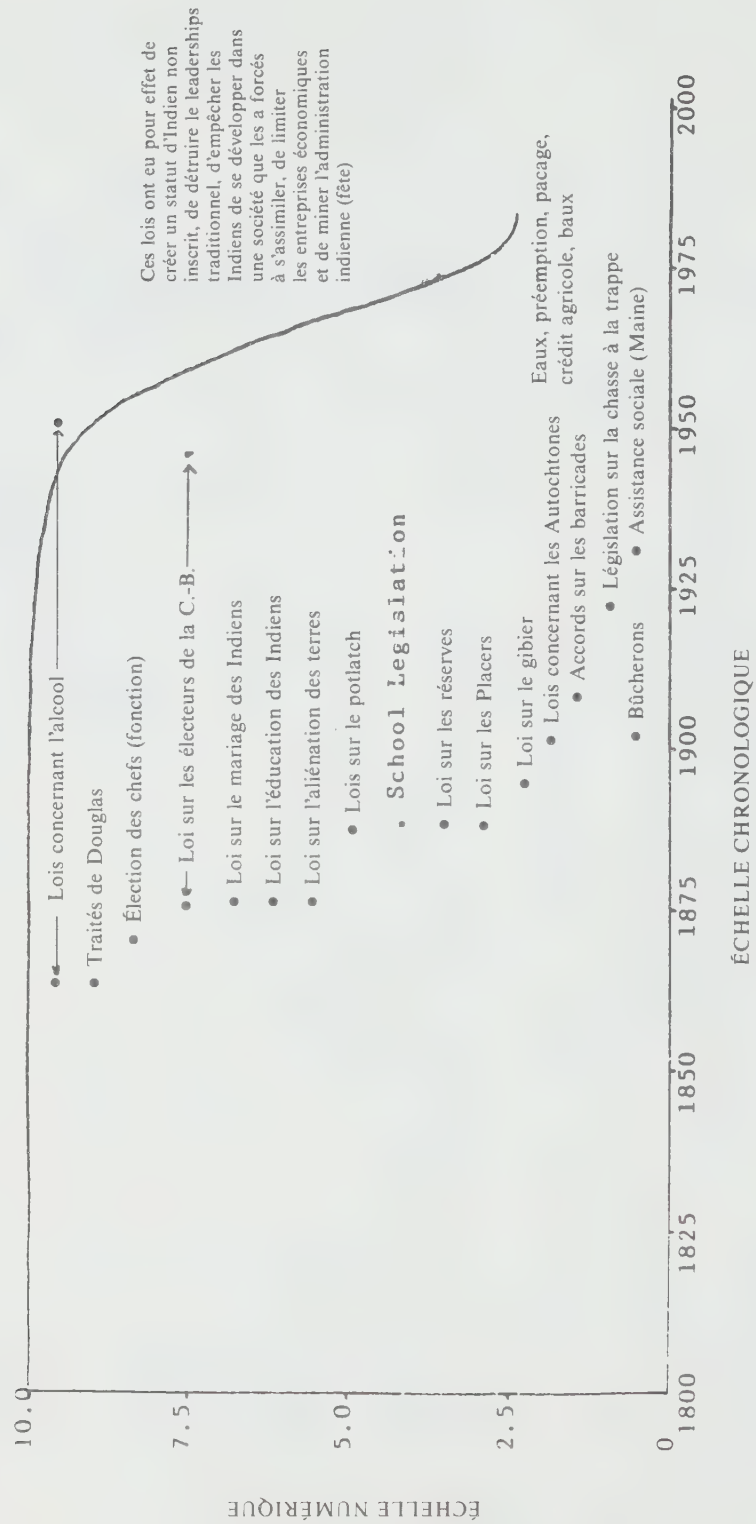 Ces lois ont eu pour effet de
créer un statut d'Indien non
inscrit, de détruire le leaderships
traditionnel, d'empêcher les
Indiens de se développer dans
une société que les a forcés
à s'assimiler, de limiter
les entreprises économiques
et de miner l'administration
indienne (fête)
10.0
7.5
5.0
2.5
0
ÉCHELLE NUMÉRIQUE
Lois concernant l'alcool
• Traités de Douglas
• Élection des chefs (fonction)
Loi sur les électeurs de la C.-B.
• Loi sur le mariage des Indiens
• Loi sur l'éducation des Indiens
• Loi sur l'aliénation des terres
• Lois sur le potlatch
• School Legislation
• Loi sur les réserves
• Loi sur les Placers
• Loi sur le gibier
• Lois concernant les Autochtones
• Accords sur les barricades
Eaux, préemption, pacage,
crédit agricole, baux
• Législation sur la chasse à la trappe
• Bûcherons
• Assistance sociale (Maine)
1800 1825 1850 1875 1900 1925 1950 1975 2000
ÉCHELLE CHRONOLOGIQUE